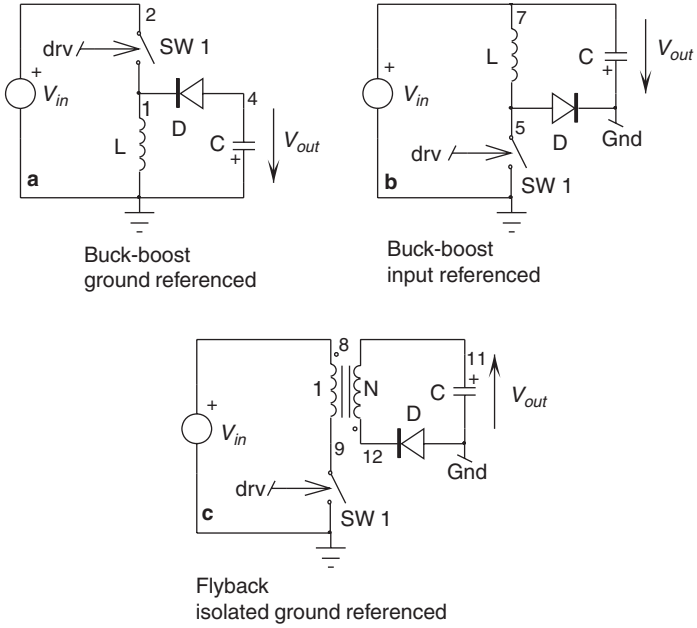 2
drv
SW 1
+
V_in
1
4
D
L
C
+
V_out
a
Buck-boost
ground referenced
7
L
C
+
V_out
+
V_in
5
D
Gnd
drv
SW 1
b
Buck-boost
input referenced
8
11
+
1
N
C
+
D
V_out
V_in
9
12
Gnd
drv
SW 1
c
Flyback
isolated ground referenced